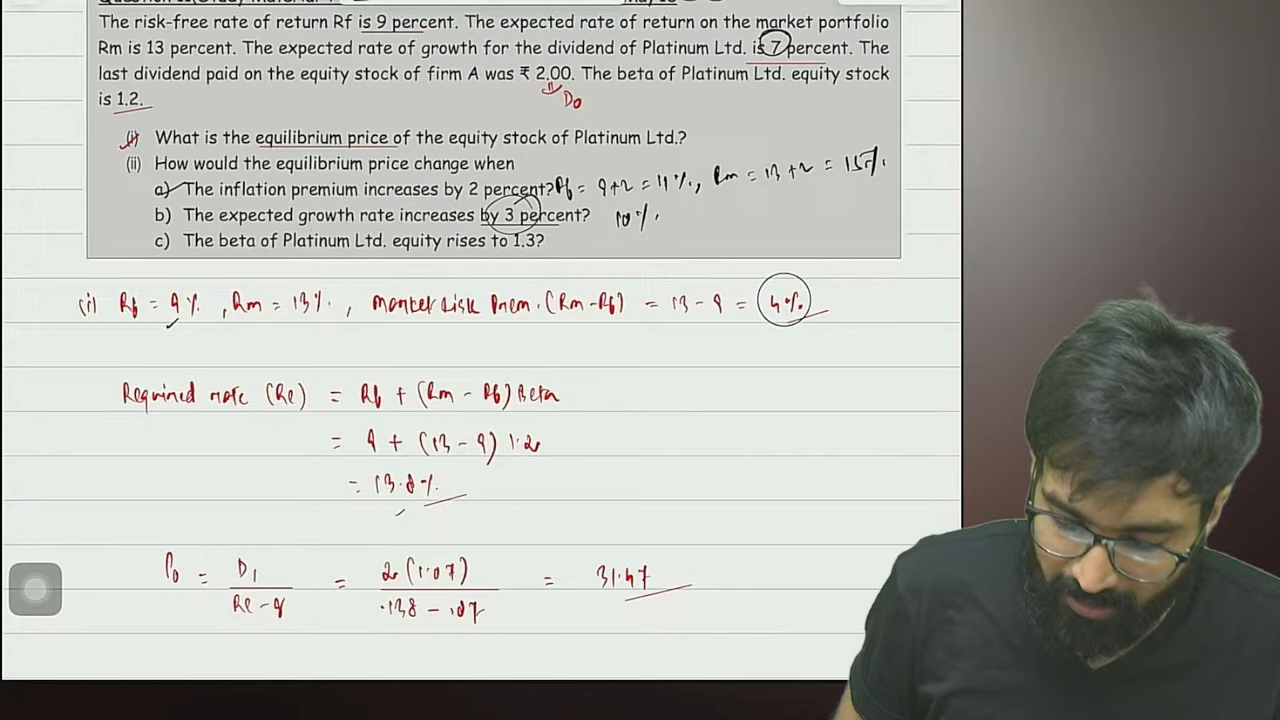 The risk-free rate of return Rf is 9 percent. The expected rate of return on the market portfolio
Rm is 13 percent. The expected rate of growth for the dividend of Platinum Ltd. is 7 percent. The
last dividend paid on the equity stock of firm A was ₹ 2.00. The beta of Platinum Ltd. equity stock
is 1.2.
D₀
(i) What is the equilibrium price of the equity stock of Platinum Ltd.?
(ii) How would the equilibrium price change when
a) The inflation premium increases by 2 percent? Rf = 9+2 = 11%, Rm = 13+2 = 15%
b) The expected growth rate increases by 3 percent? 10%
c) The beta of Platinum Ltd. equity rises to 1.3?
(i) Rf = 9%, Rm = 13%, Market Risk Prem. (Rm-Rf) = 13 - 9 = 4%
Required rate (Re) = Rf + (Rm - Rf) Beta
= 9 + (13 - 9) 1.2
= 13.8%
P₀ = D₁ / Re-g = 2(1.07) / .138 - .07 = 31.47